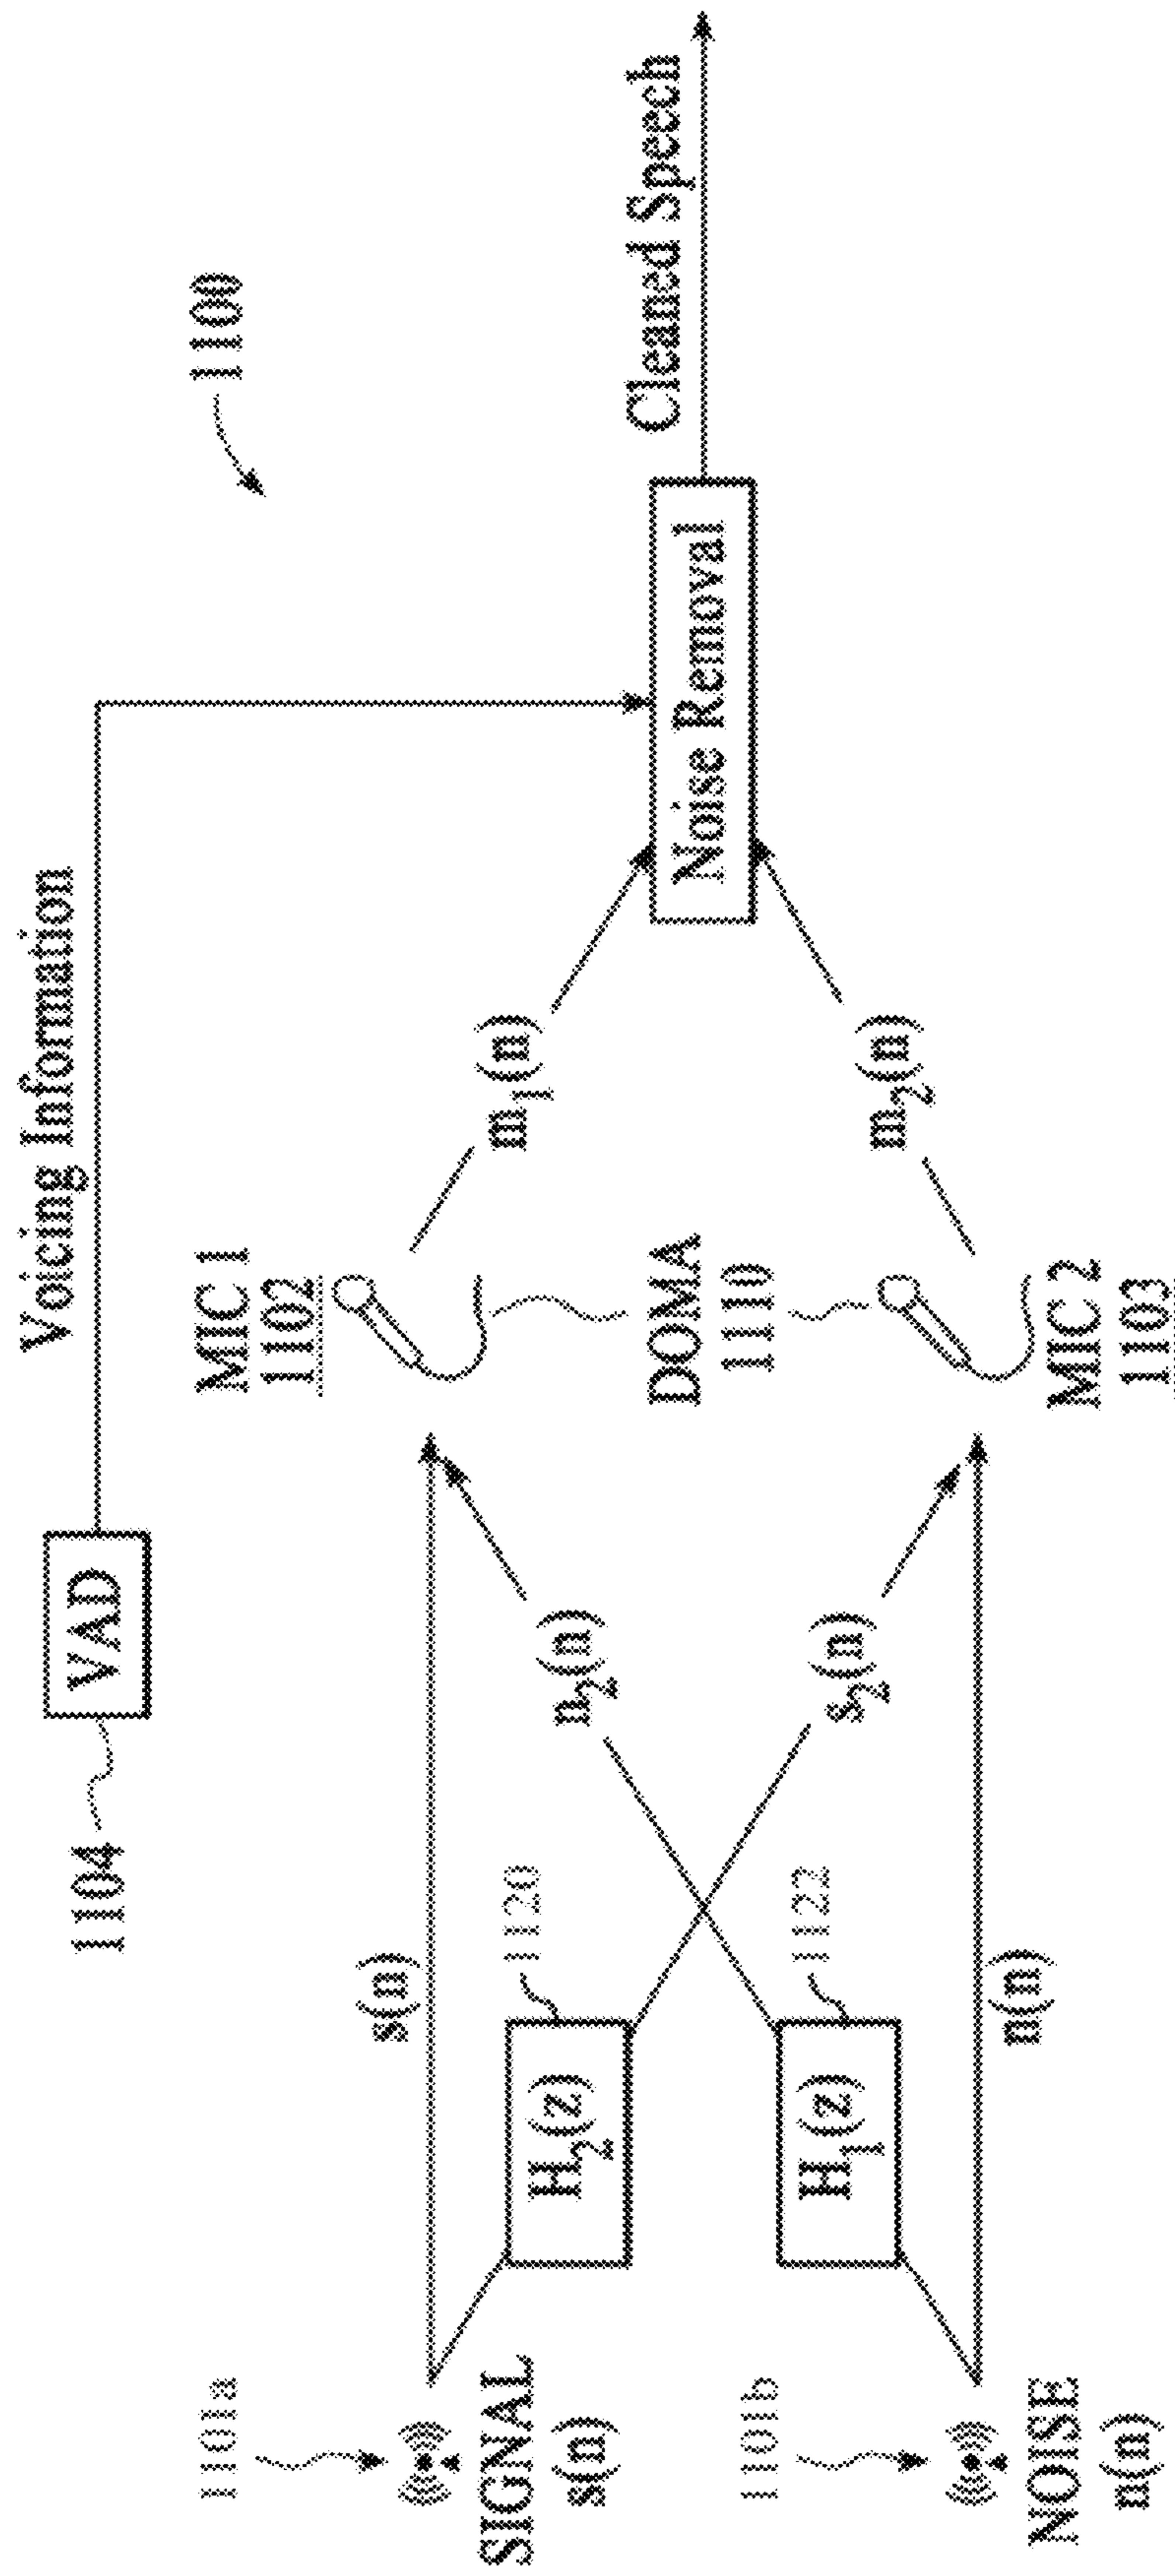 1104
VAD
Voicing Information
1100
1101a
SIGNAL
s(n)
s(n)
H2(z)
1120
n2(n)
MIC 1
1102
m1(n)
DOMA
1110
Noise Removal
Cleaned Speech
1101b
NOISE
n(n)
n(n)
H1(z)
1122
s2(n)
MIC 2
1103
m2(n)